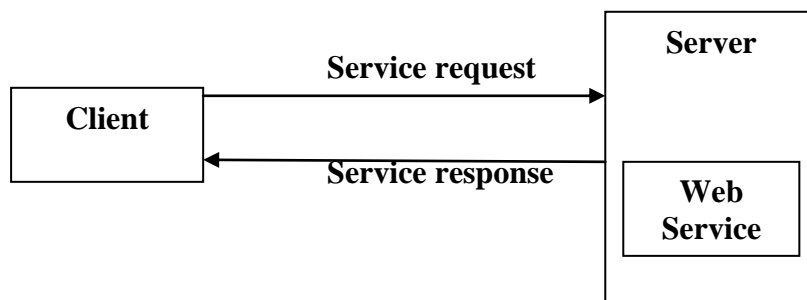 Server
Service request
Client
Service response
Web
Service